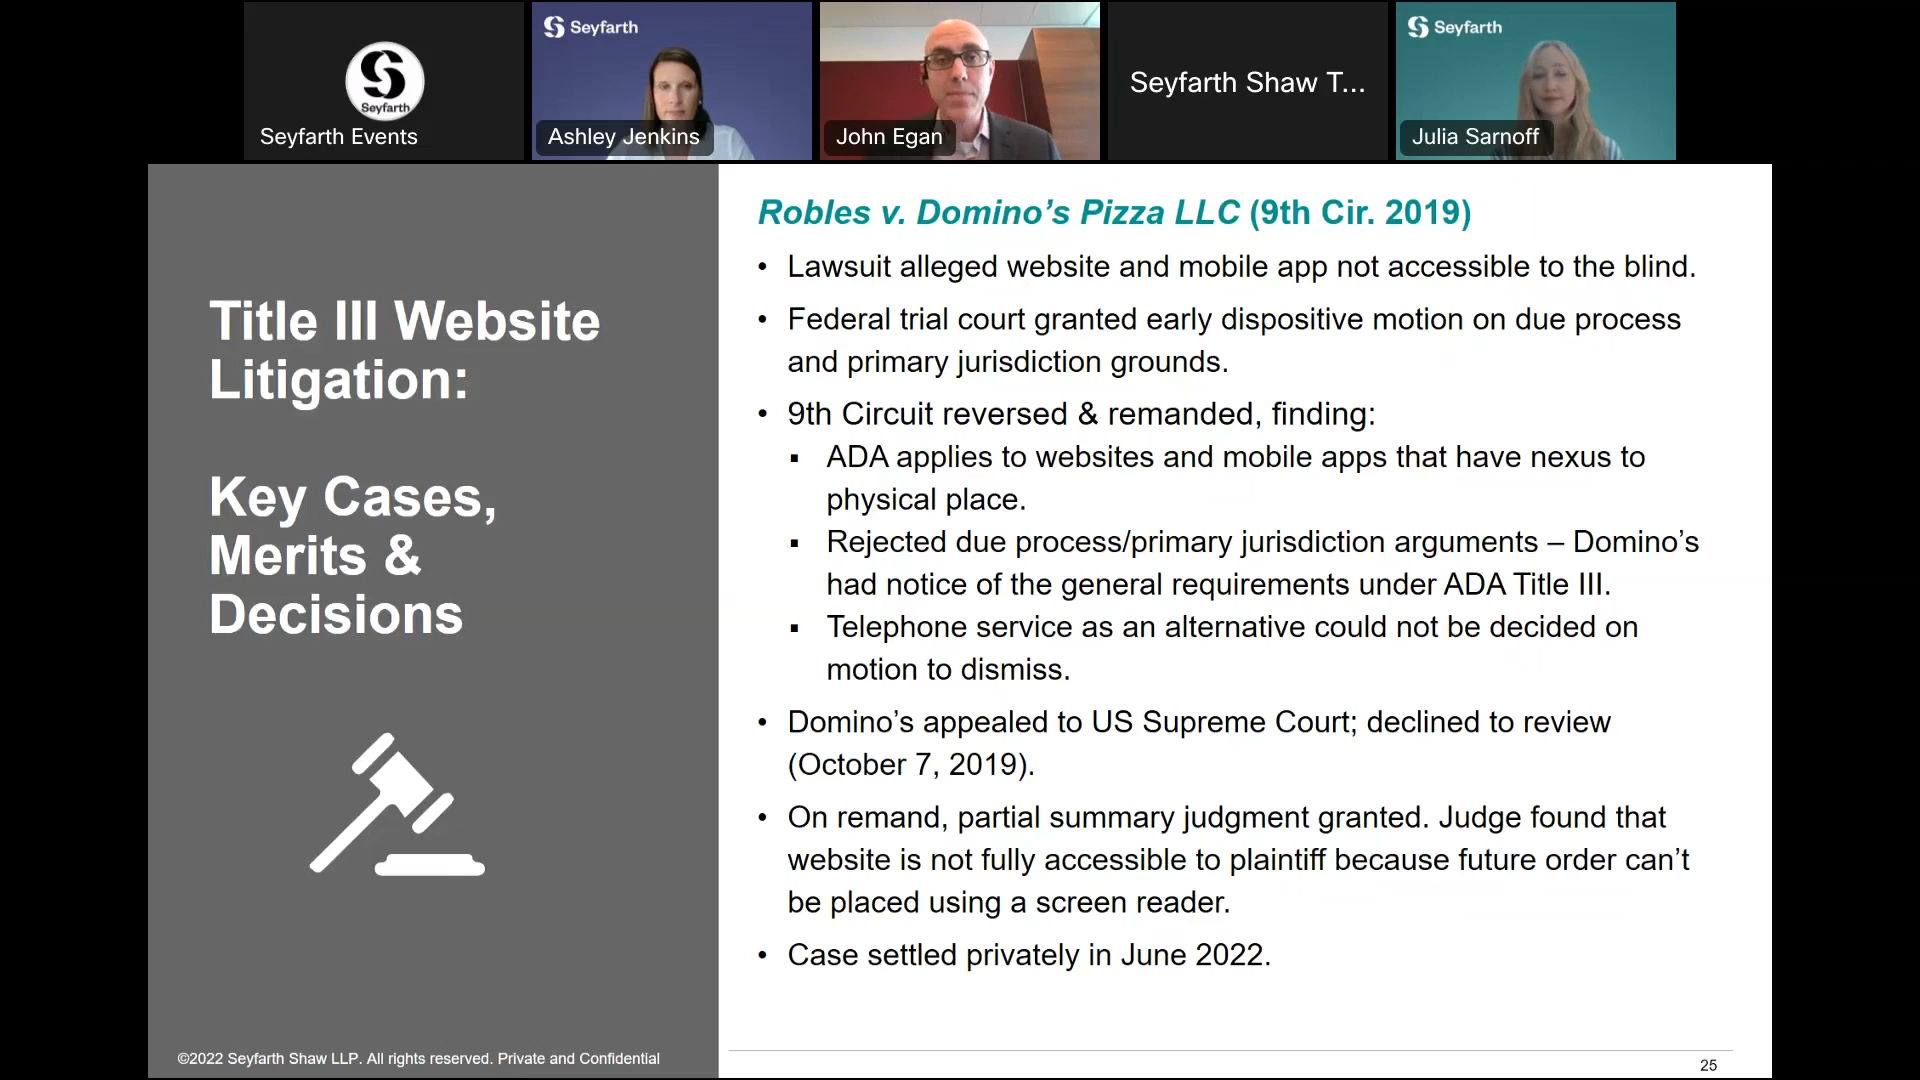 Seyfarth
Seyfarth Events
Seyfarth
Ashley Jenkins
John Egan
Seyfarth Shaw T...
Seyfarth
Julia Sarnoff
Title III Website
Litigation:
Key Cases,
Merits &
Decisions
©2022 Seyfarth Shaw LLP. All rights reserved. Private and Confidential
Robles v. Domino’s Pizza LLC (9th Cir. 2019)
• Lawsuit alleged website and mobile app not accessible to the blind.
• Federal trial court granted early dispositive motion on due process
and primary jurisdiction grounds.
• 9th Circuit reversed & remanded, finding:
▪ ADA applies to websites and mobile apps that have nexus to
physical place.
▪ Rejected due process/primary jurisdiction arguments – Domino’s
had notice of the general requirements under ADA Title III.
▪ Telephone service as an alternative could not be decided on
motion to dismiss.
• Domino’s appealed to US Supreme Court; declined to review
(October 7, 2019).
• On remand, partial summary judgment granted. Judge found that
website is not fully accessible to plaintiff because future order can’t
be placed using a screen reader.
• Case settled privately in June 2022.
25